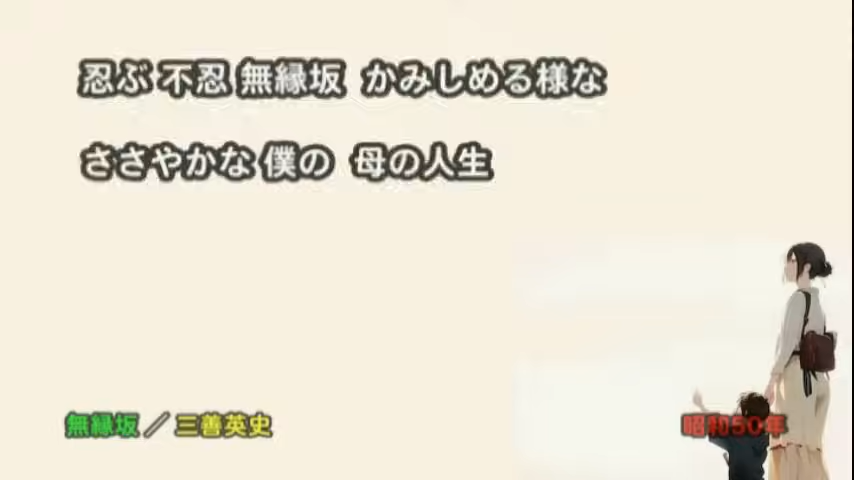 忍ぶ 不忍 無縁坂 かみしめる様な
ささやかな 僕の 母の人生
無縁坂 ／ 三善英史
昭和50年